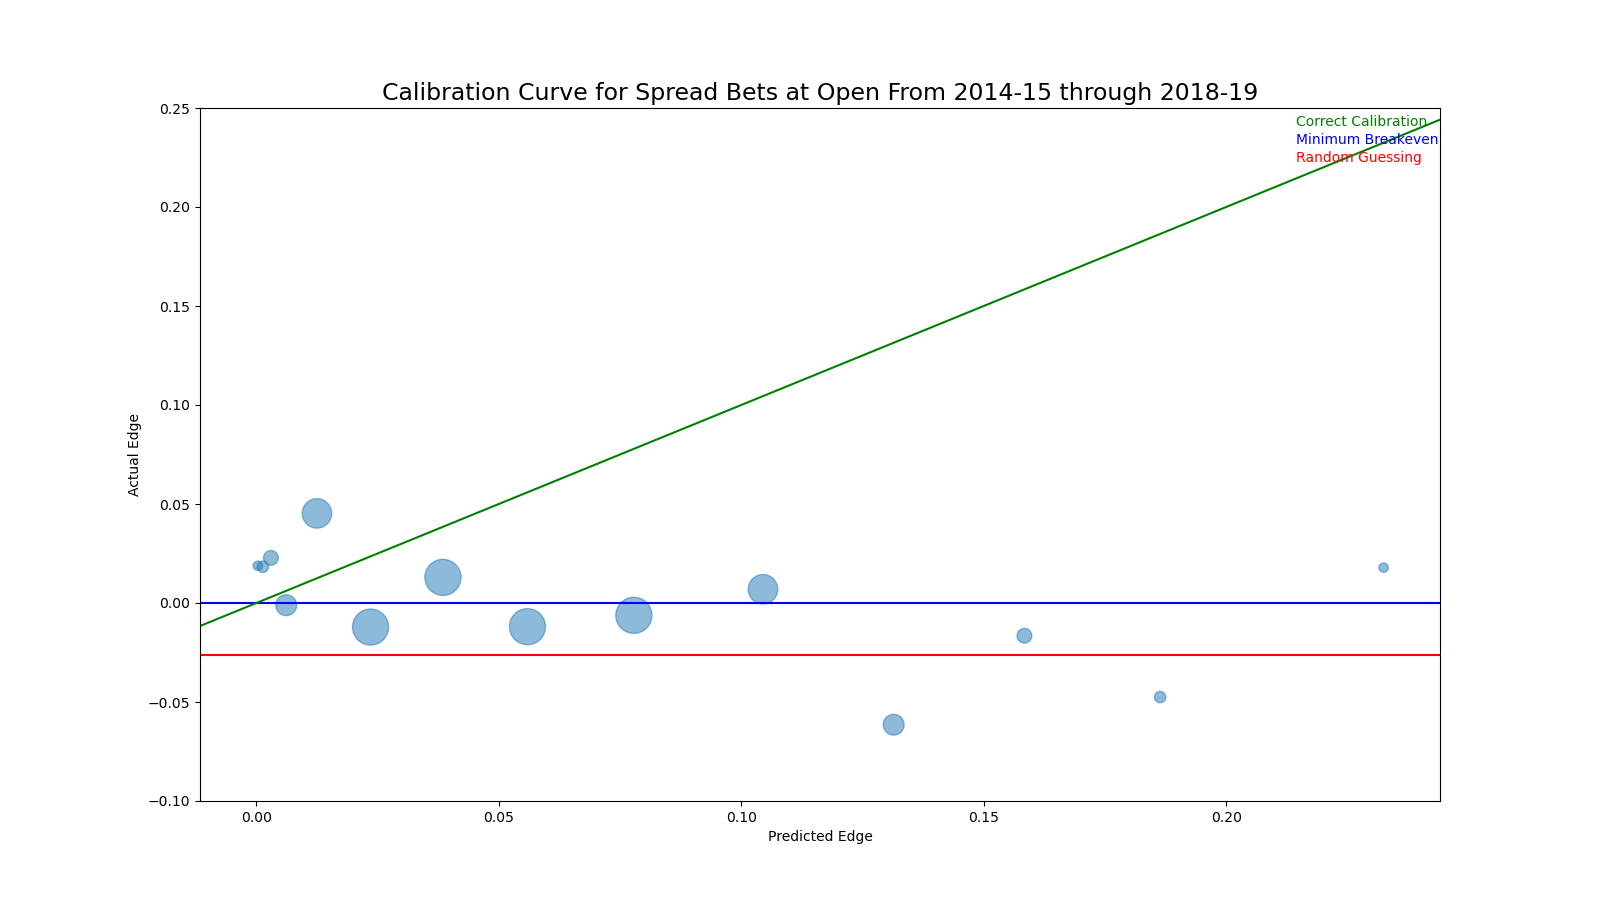 Calibration Curve for Spread Bets at Open From 2014-15 through 2018-19
0.25
Correct Calibration
Minimum Breakeven
Random Guessing
0.20
0.15
0.10
Actual Edge
0.05
0.00
−0.05
−0.10
0.00 0.05 0.10 0.15 0.20
Predicted Edge